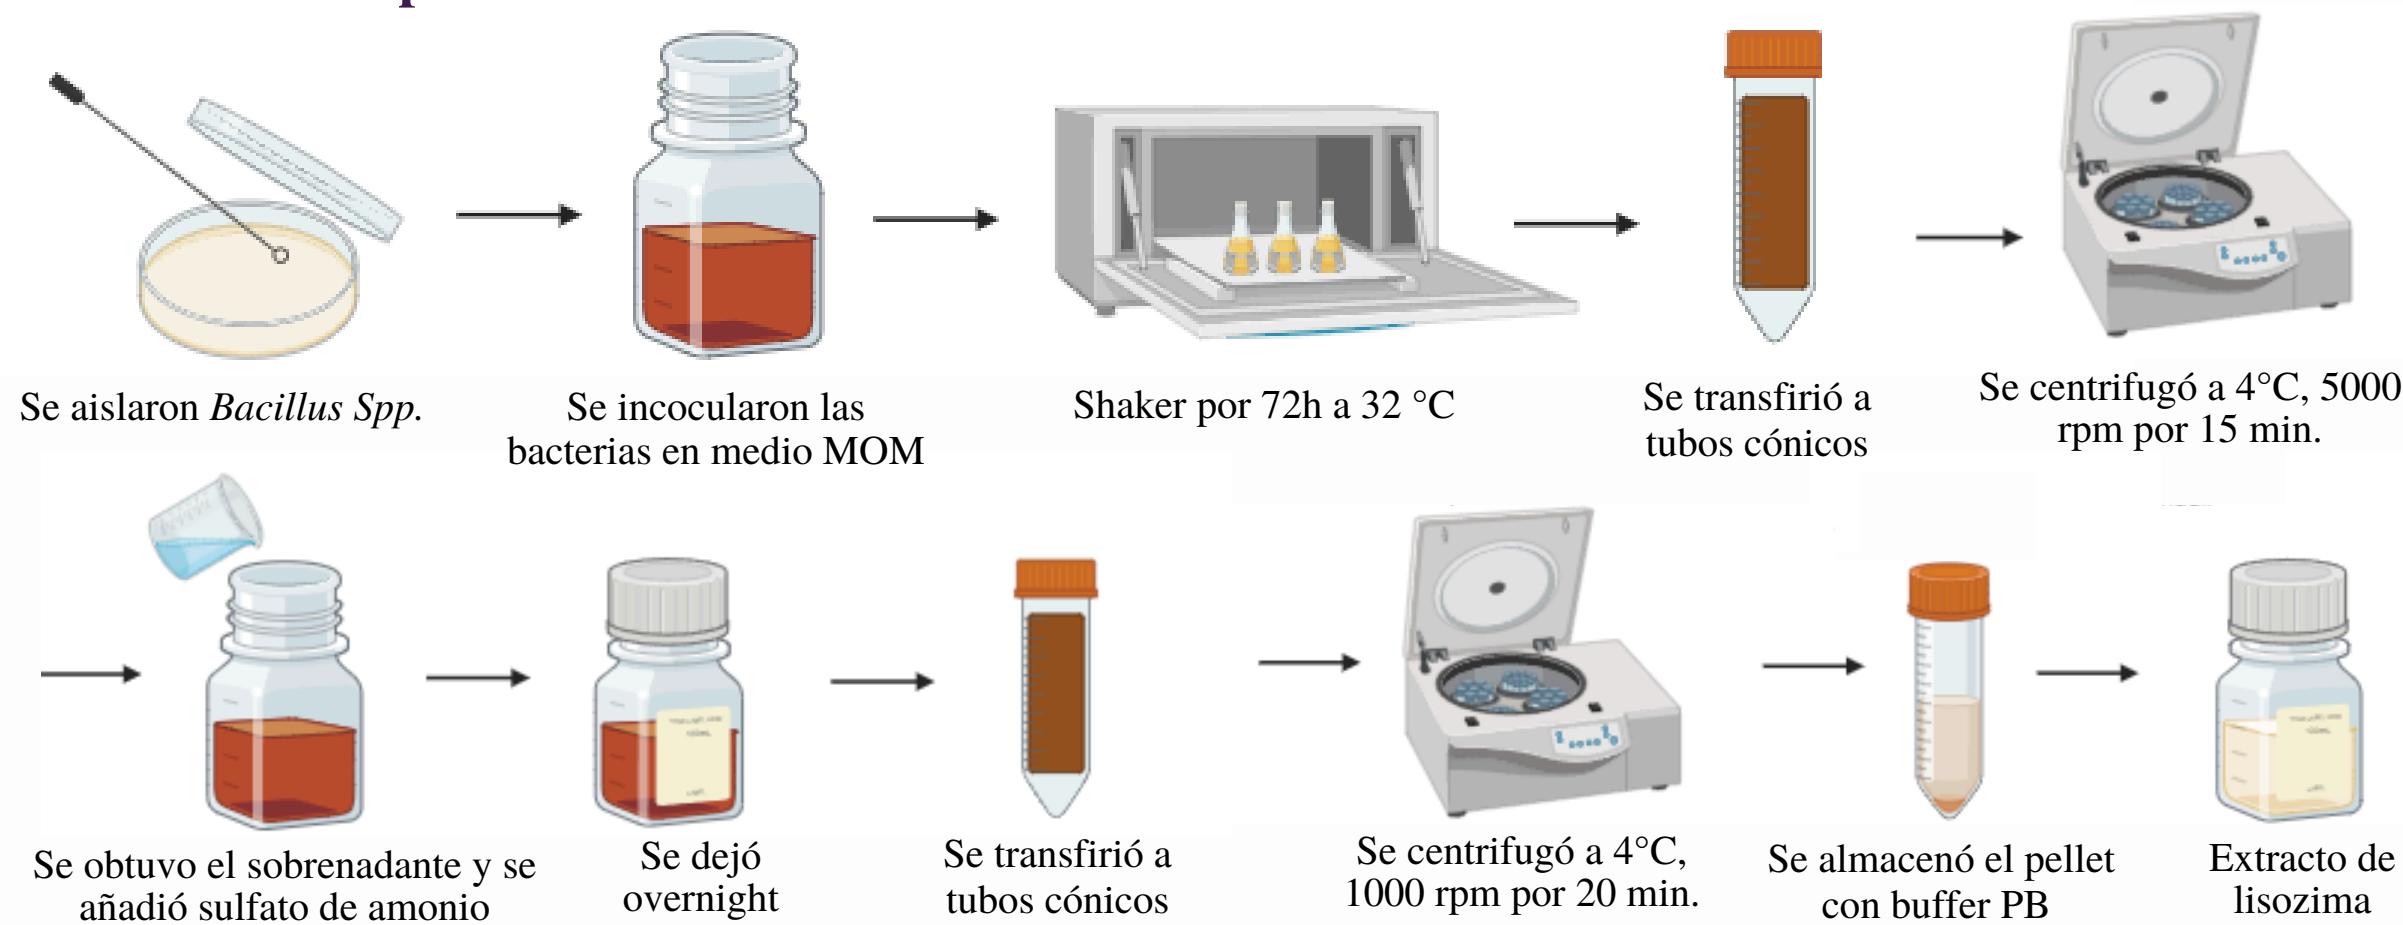 Se aislaron Bacillus Spp.
Se incocularon las
bacterias en medio MOM
Shaker por 72h a 32 °C
Se transfirió a
tubos cónicos
Se centrifugó a 4°C, 5000
rpm por 15 min.
Se obtuvo el sobrenadante y se
añadió sulfato de amonio
Se dejó
overnight
Se transfirió a
tubos cónicos
Se centrifugó a 4°C,
1000 rpm por 20 min.
Se almacenó el pellet
con buffer PB
Extracto de
lisozima